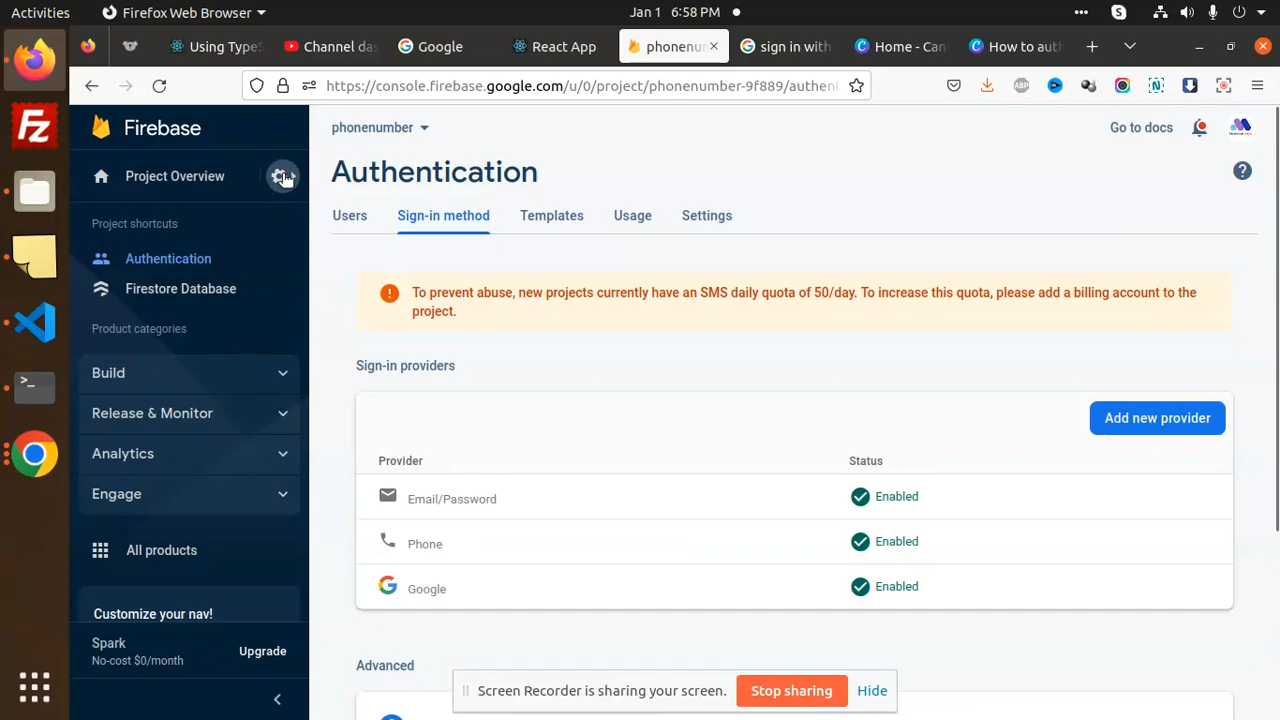 Activities
Firefox Web Browser
Jan 1 6:58 PM
Using TypeS
Channel das
Google
React App
phonenum
sign in with
Home - Can
How to auth
https://console.firebase.google.com/u/0/project/phonenumber-9f889/authent
Firebase
phonenumber
Go to docs
Project Overview
Authentication
Users
Sign-in method
Templates
Usage
Settings
Project shortcuts
Authentication
Firestore Database
Product categories
Build
Release & Monitor
Analytics
Engage
All products
Customize your nav!
Spark
No-cost $0/month
Upgrade
To prevent abuse, new projects currently have an SMS daily quota of 50/day. To increase this quota, please add a billing account to the
project.
Sign-in providers
Add new provider
Provider
Status
Email/Password
Enabled
Phone
Enabled
Google
Enabled
Advanced
Screen Recorder is sharing your screen.
Stop sharing
Hide